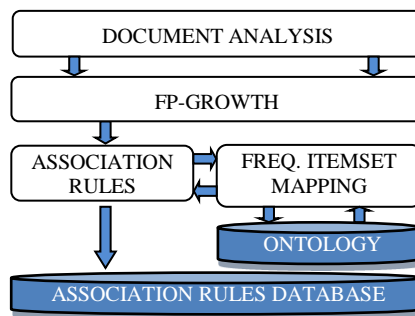 DOCUMENT ANALYSIS
FP-GROWTH
ASSOCIATION
RULES
FREQ. ITEMSET
MAPPING
ONTOLOGY
ASSOCIATION RULES DATABASE